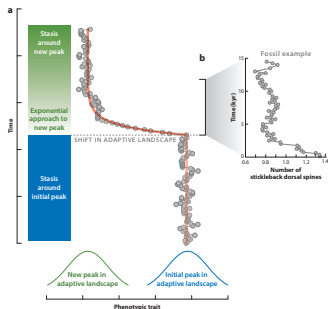 a
Stasis
around
new peak
Exponential
approach to
new peak
Time
SHIFT IN ADAPTIVE LANDSCAPE
Stasis
around
initial peak
New peak in
adaptive landscape
Initial peak in
adaptive landscape
Phenotypic trait
b
Fossil example
Time (kyr)
15
10
5
0
0.6
0.8
1.0
1.2
1.4
Number of
stickleback dorsal spines